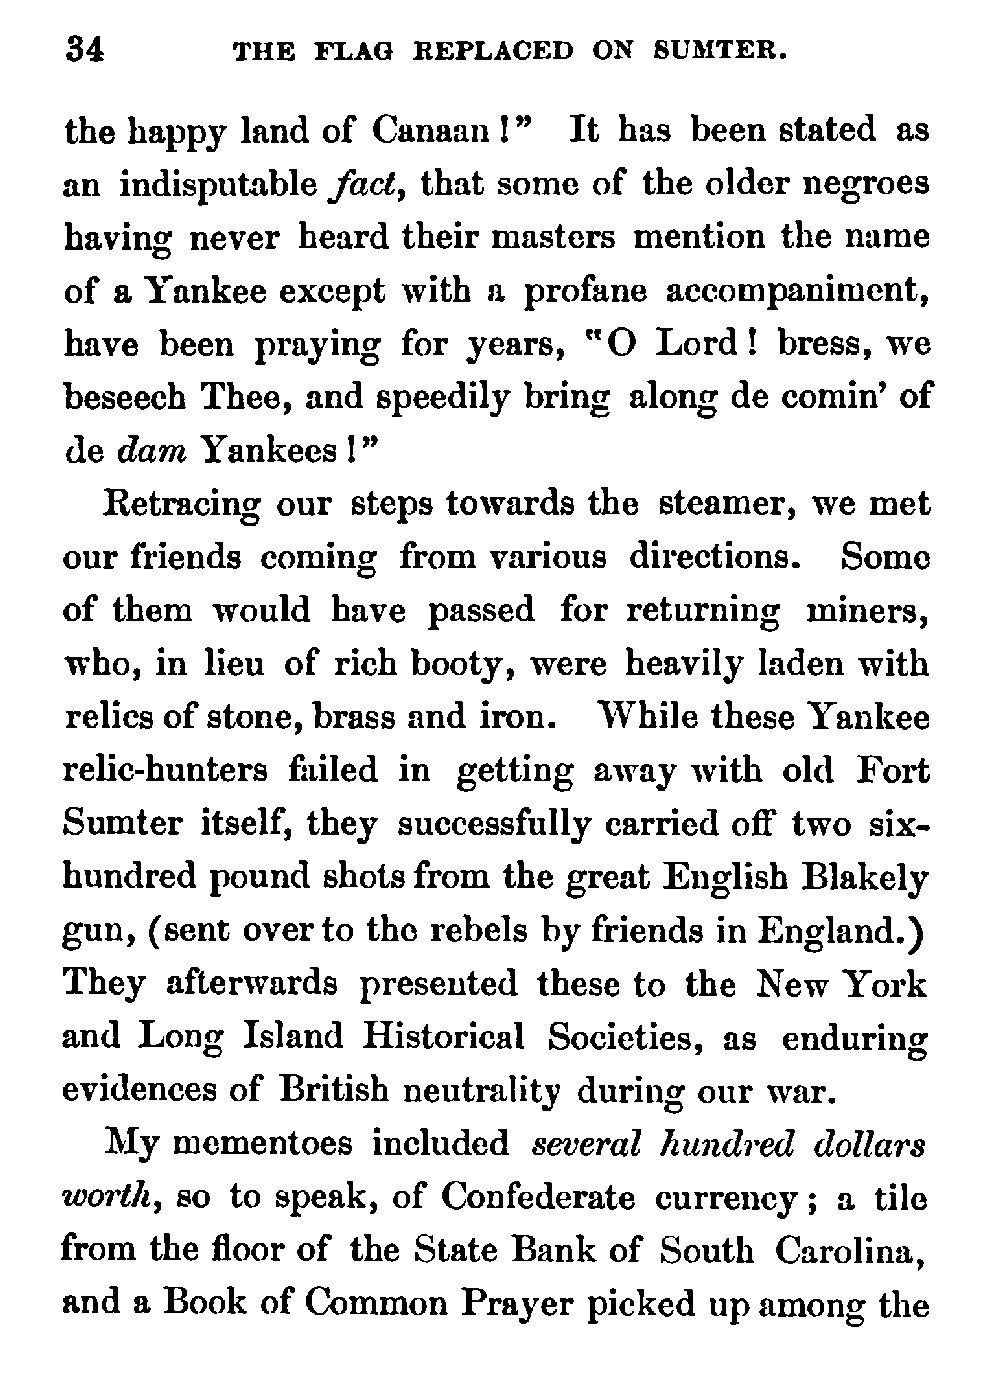 34 THE FLAG REPLACED ON SUMTER.
the happy land of Canaan!” It has been stated as
an indisputable fact, that some of the older negroes
having never heard their masters mention the name
of a Yankee except with a profane accompaniment,
have been praying for years, “O Lord! bress, we
beseech Thee, and speedily bring along de comin’ of
de dam Yankees!”
Retracing our steps towards the steamer, we met
our friends coming from various directions. Some
of them would have passed for returning miners,
who, in lieu of rich booty, were heavily laden with
relics of stone, brass and iron. While these Yankee
relic-hunters failed in getting away with old Fort
Sumter itself, they successfully carried off two six-
hundred pound shots from the great English Blakely
gun, (sent over to the rebels by friends in England.)
They afterwards presented these to the New York
and Long Island Historical Societies, as enduring
evidences of British neutrality during our war.
My mementoes included several hundred dollars
worth, so to speak, of Confederate currency; a tile
from the floor of the State Bank of South Carolina,
and a Book of Common Prayer picked up among the